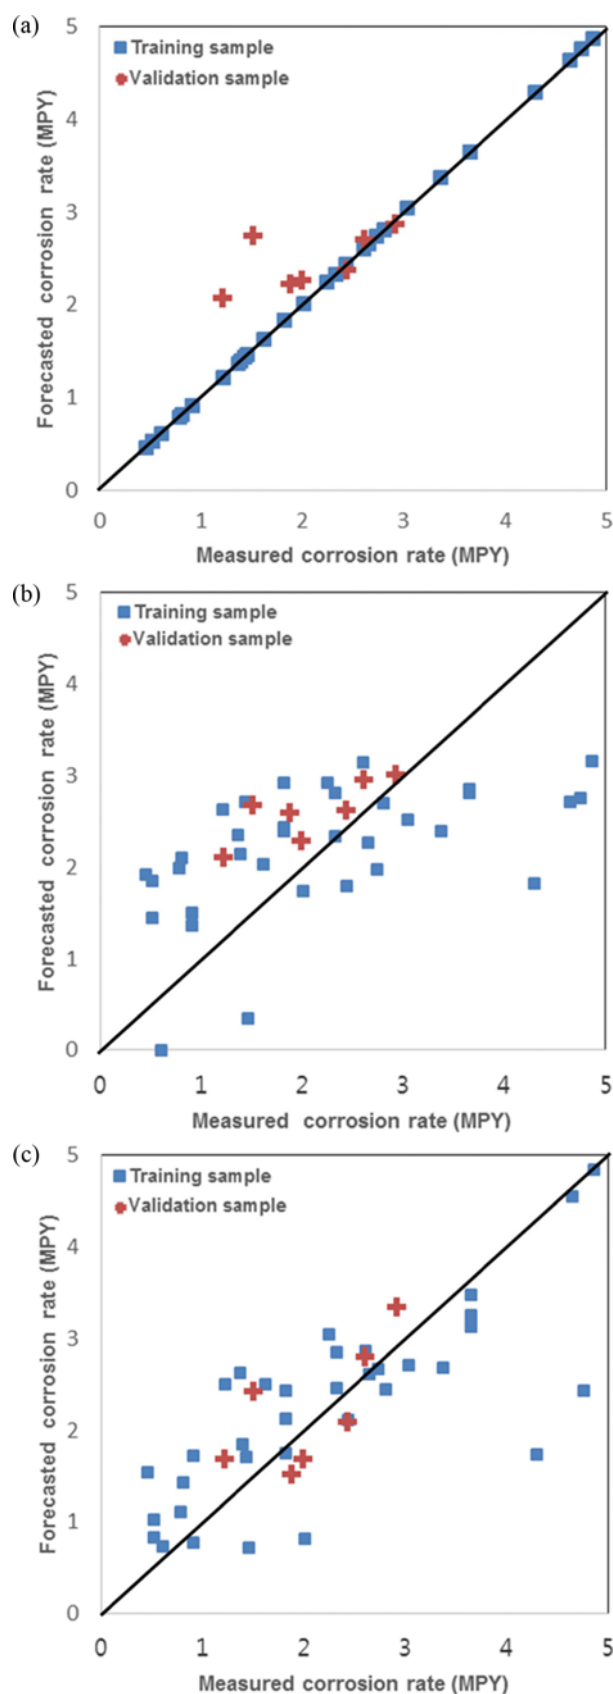 (a)
Forecasted corrosion rate (MPY)
5
4
3
2
1
0
Training sample
Validation sample
0 1 2 3 4 5
Measured corrosion rate (MPY)
(b)
Forecasted corrosion rate (MPY)
5
4
3
2
1
0
Training sample
Validation sample
0 1 2 3 4 5
Measured corrosion rate (MPY)
(c)
Forecasted corrosion rate (MPY)
5
4
3
2
1
0
Training sample
Validation sample
0 1 2 3 4 5
Measured corrosion rate (MPY)